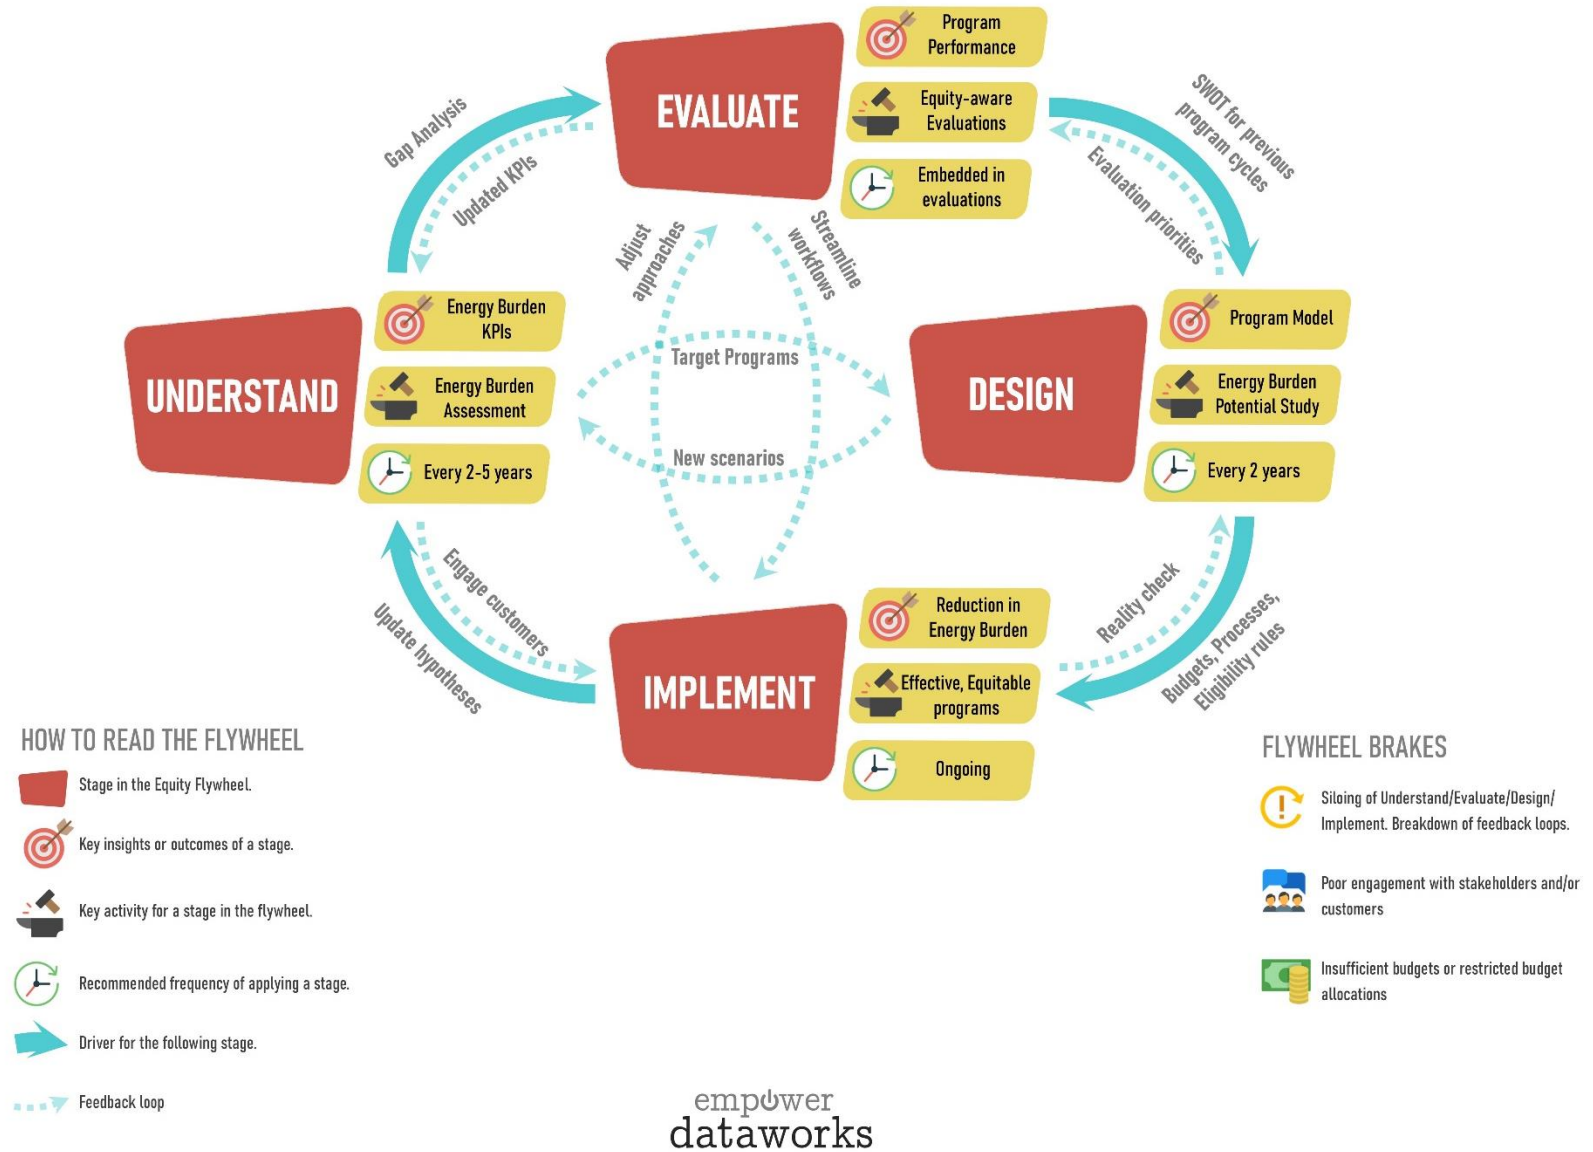 Program
Performance
EVALUATE
Equity-aware
Evaluations
Embedded in
evaluations
Gap Analysis
Updated KPIs
SWOT for previous
program cycles
Evaluation priorities
Adjust
approaches
Streamline
workflows
UNDERSTAND
Energy Burden
KPIs
Energy Burden
Assessment
Every 2-5 years
Target Programs
New scenarios
DESIGN
Program Model
Energy Burden
Potential Study
Every 2 years
Engage customers
Update hypotheses
Reality check
Budgets, Processes,
Eligibility rules
IMPLEMENT
Reduction in
Energy Burden
Effective, Equitable
programs
Ongoing
HOW TO READ THE FLYWHEEL
Stage in the Equity Flywheel.
Key insights or outcomes of a stage.
Key activity for a stage in the flywheel.
Recommended frequency of applying a stage.
Driver for the following stage.
Feedback loop
FLYWHEEL BRAKES
Siloing of Understand/Evaluate/Design/
Implement. Breakdown of feedback loops.
Poor engagement with stakeholders and/or
customers
Insufficient budgets or restricted budget
allocations
empower
dataworks